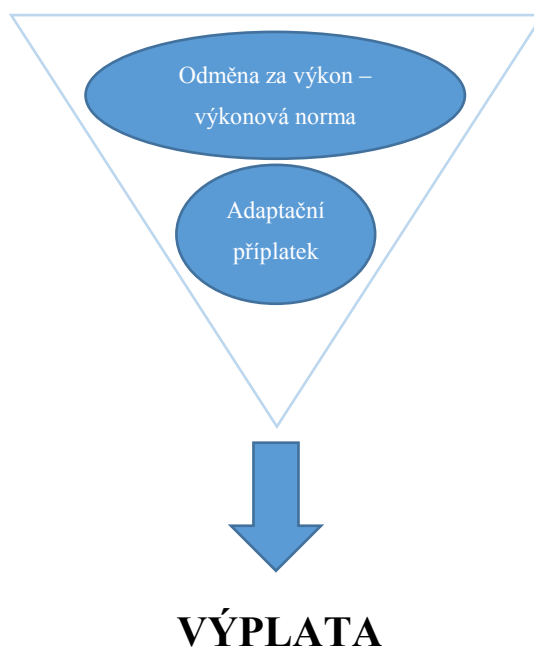 Odměna za výkon –
výkonová norma
Adaptační
příplatek
VÝPLATA